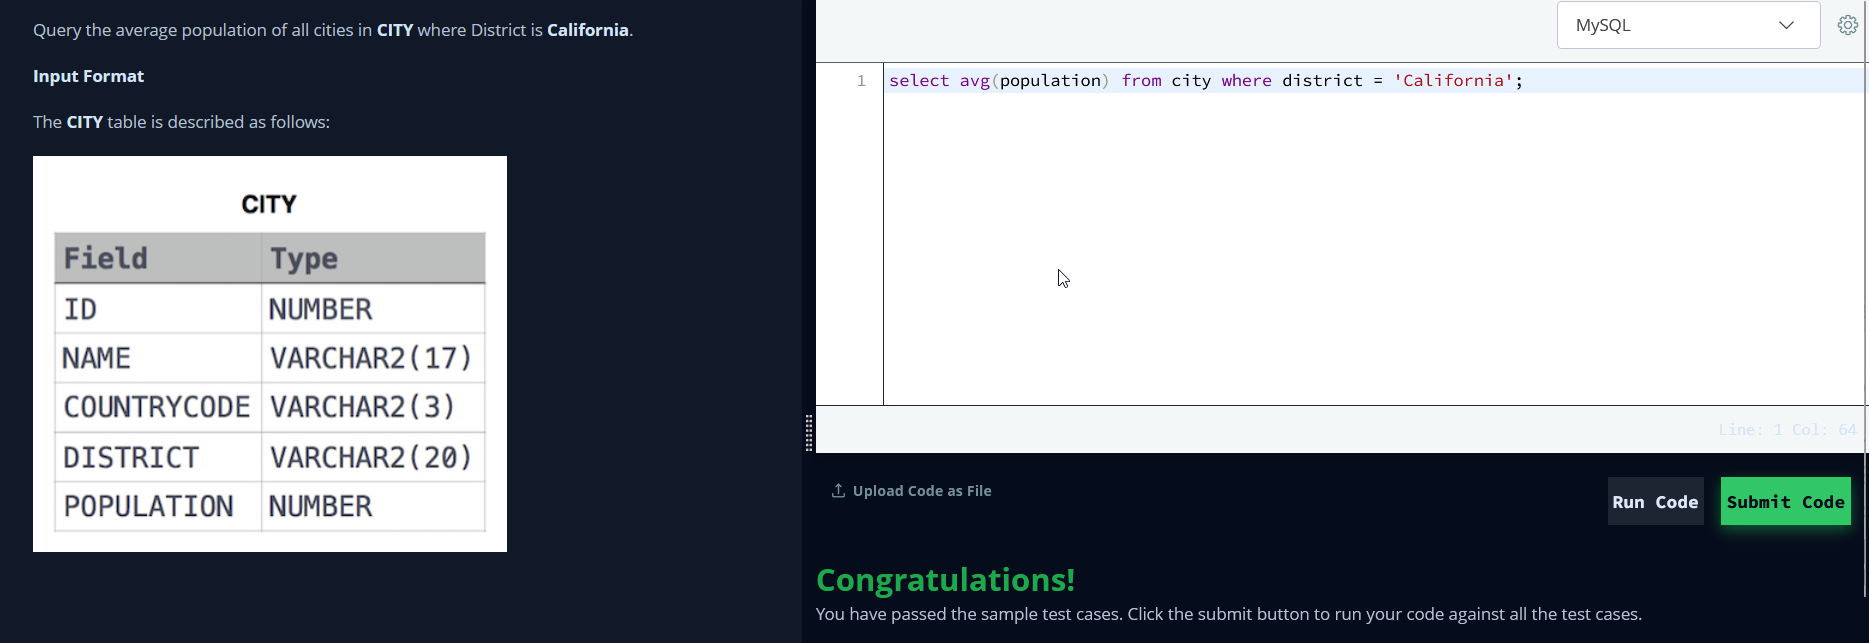 Query the average population of all cities in CITY where District is California.
Input Format
The CITY table is described as follows:
CITY
Field Type
ID NUMBER
NAME VARCHAR2(17)
COUNTRYCODE VARCHAR2(3)
DISTRICT VARCHAR2(20)
POPULATION NUMBER
MySQL
1 select avg(population) from city where district = 'California';
Line: 1 Col: 64
Upload Code as File
Run Code
Submit Code
Congratulations!
You have passed the sample test cases. Click the submit button to run your code against all the test cases.